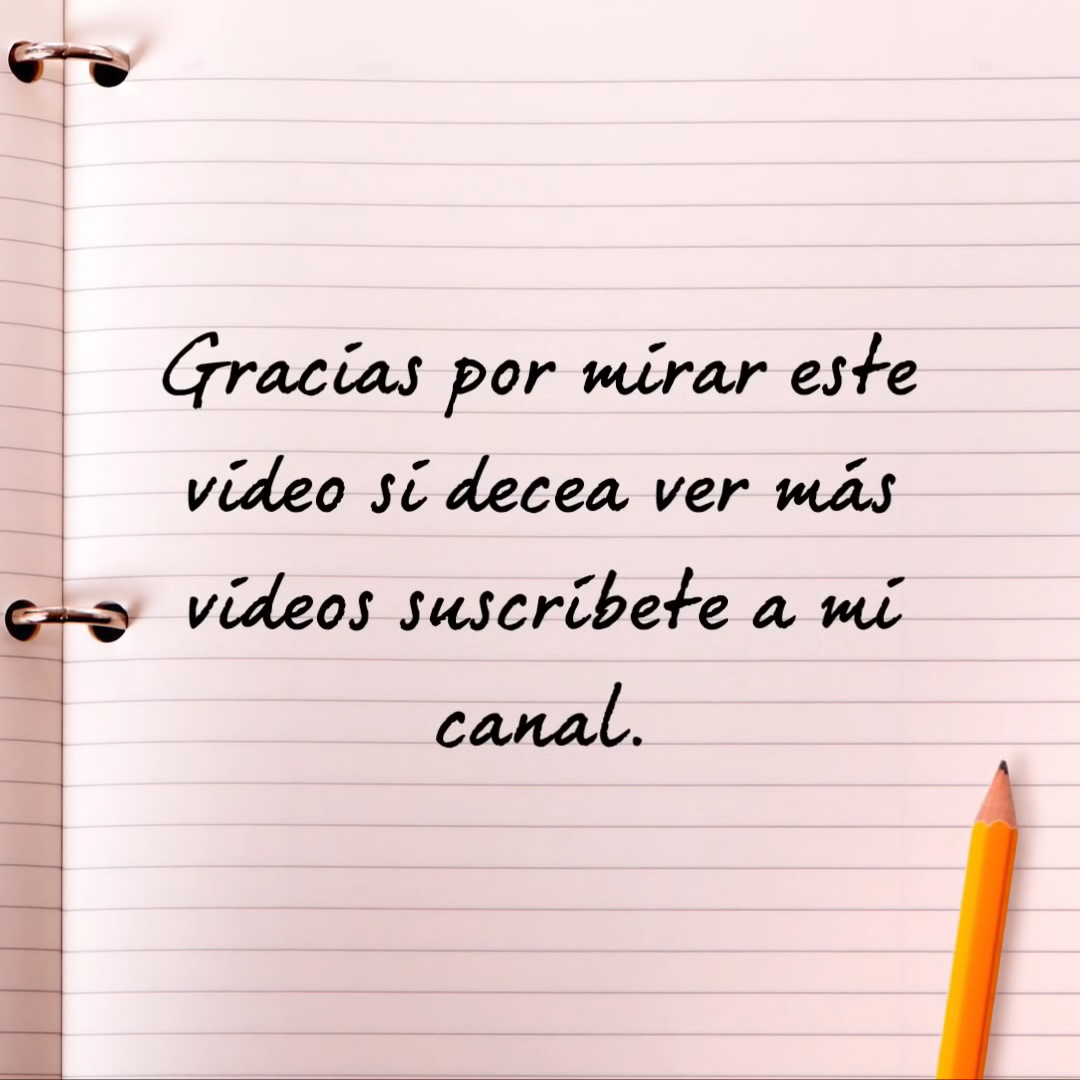 Gracias por mirar este
video si decea ver más
videos suscríbete a mi
canal.